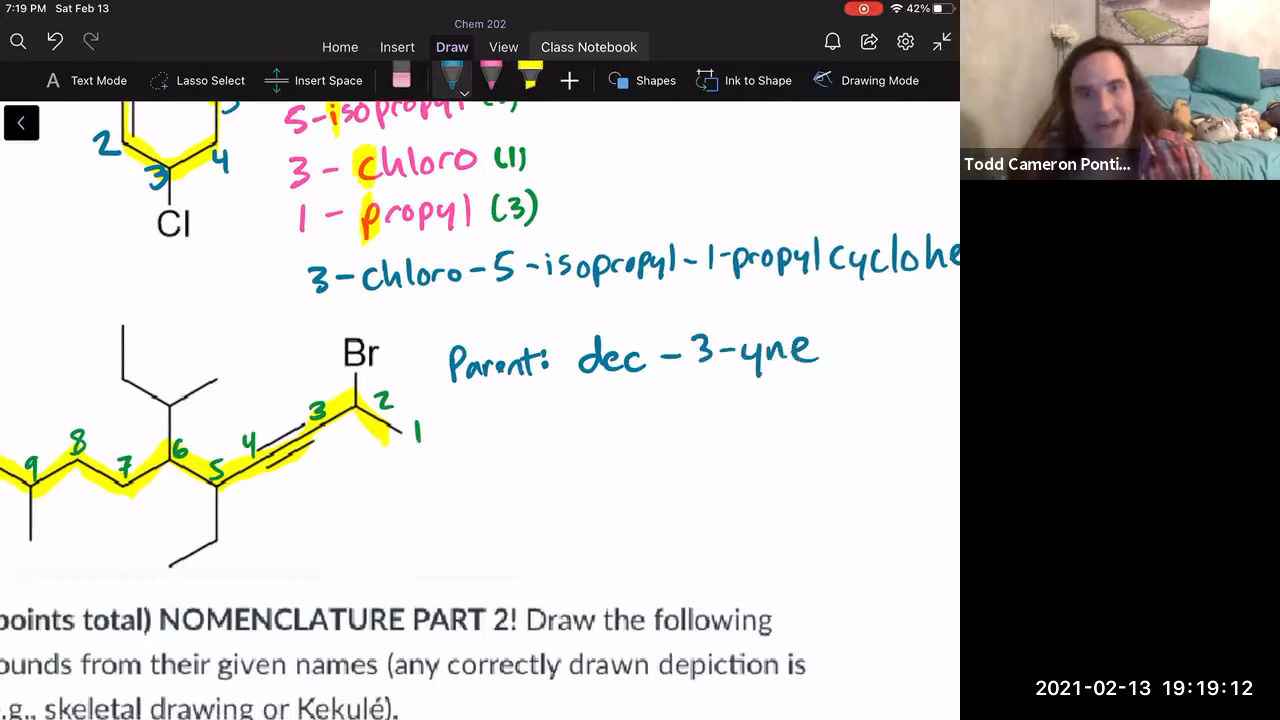 7:19 PM Sat Feb 13
42%
Chem 202
Home Insert Draw View Class Notebook
Text Mode Lasso Select Insert Space Shapes Ink to Shape Drawing Mode
Todd Cameron Ponti...
5-isopropyl
2 3 4
3 - chloro (1)
1 - propyl (3)
Cl
3-chloro-5-isopropyl-1-propylcyclohe
Br
Parent: dec-3-yne
9 8 7 6 5 4 3 2 1
points total) NOMENCLATURE PART 2! Draw the following
ounds from their given names (any correctly drawn depiction is
.g., skeletal drawing or Kekulé).
2021-02-13 19:19:12